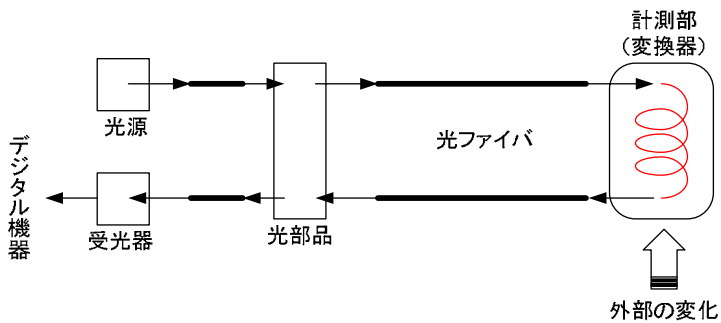 計測部
（変換器）
光源
光ファイバ
デジタル機器
受光器
光部品
外部の変化